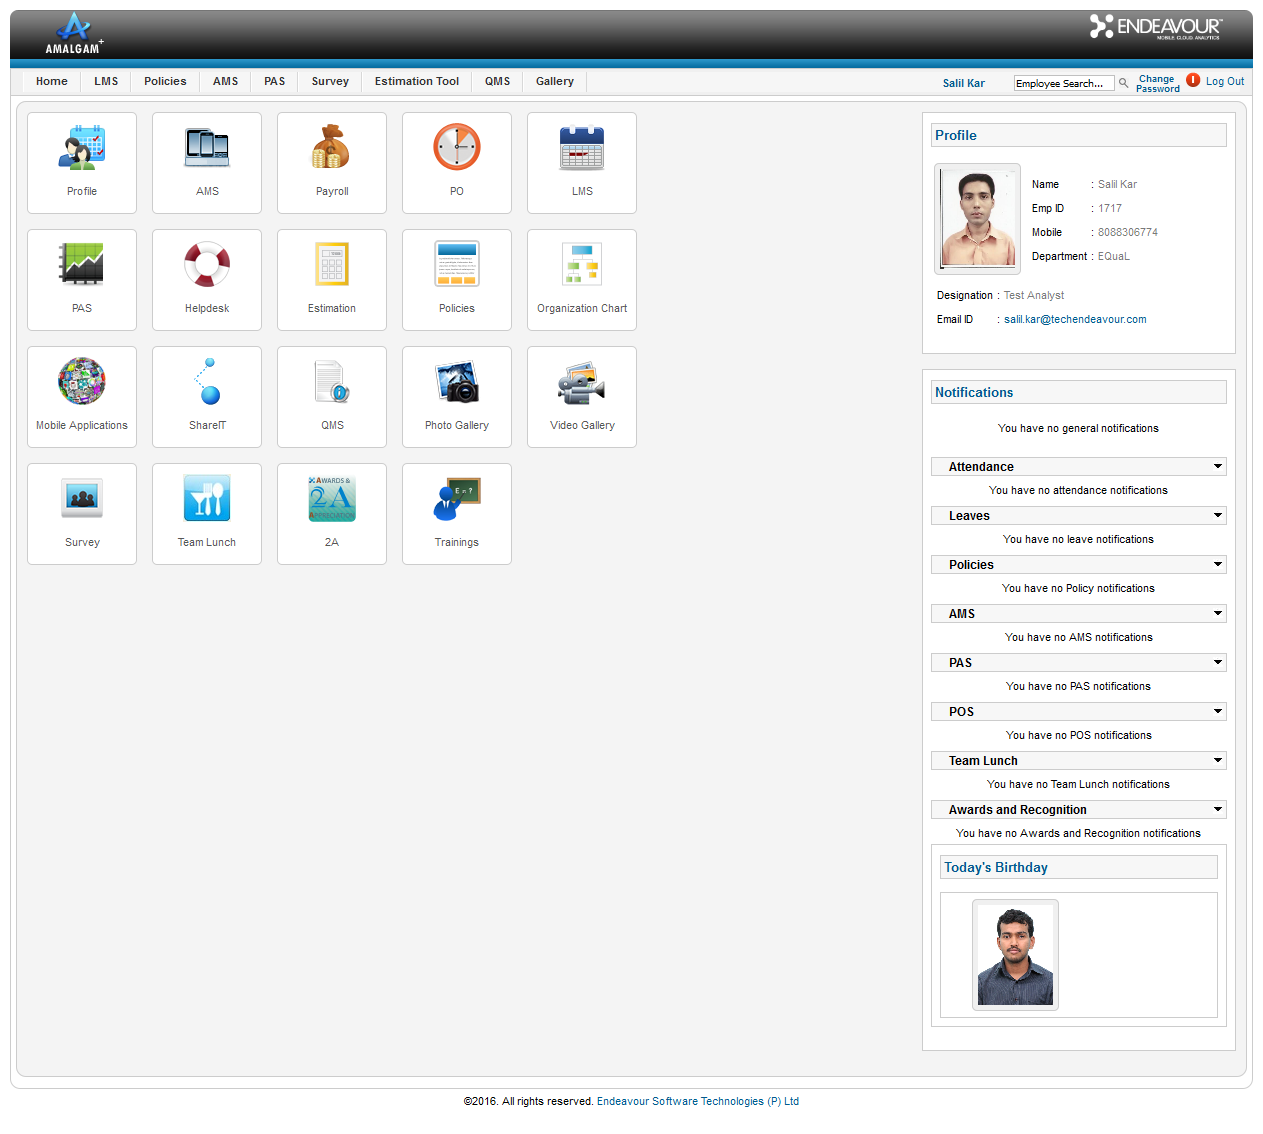 AMALGAM+
ENDEAVOUR™
MOBILE. CLOUD. ANALYTICS
Home LMS Policies AMS PAS Survey Estimation Tool QMS Gallery
Salil Kar Employee Search... Change Password Log Out
Profile AMS Payroll PO LMS
PAS Helpdesk Estimation Policies Organization Chart
Mobile Applications ShareIT QMS Photo Gallery Video Gallery
AWARDS &
2A
APPRECIATION
E = ?
Survey Team Lunch 2A Trainings
Profile
Name : Salil Kar
Emp ID : 1717
Mobile : 8088306774
Department : EQuaL
Designation : Test Analyst
Email ID : salil.kar@techendeavour.com
Notifications
You have no general notifications
Attendance
You have no attendance notifications
Leaves
You have no leave notifications
Policies
You have no Policy notifications
AMS
You have no AMS notifications
PAS
You have no PAS notifications
POS
You have no POS notifications
Team Lunch
You have no Team Lunch notifications
Awards and Recognition
You have no Awards and Recognition notifications
Today's Birthday
©2016. All rights reserved. Endeavour Software Technologies (P) Ltd